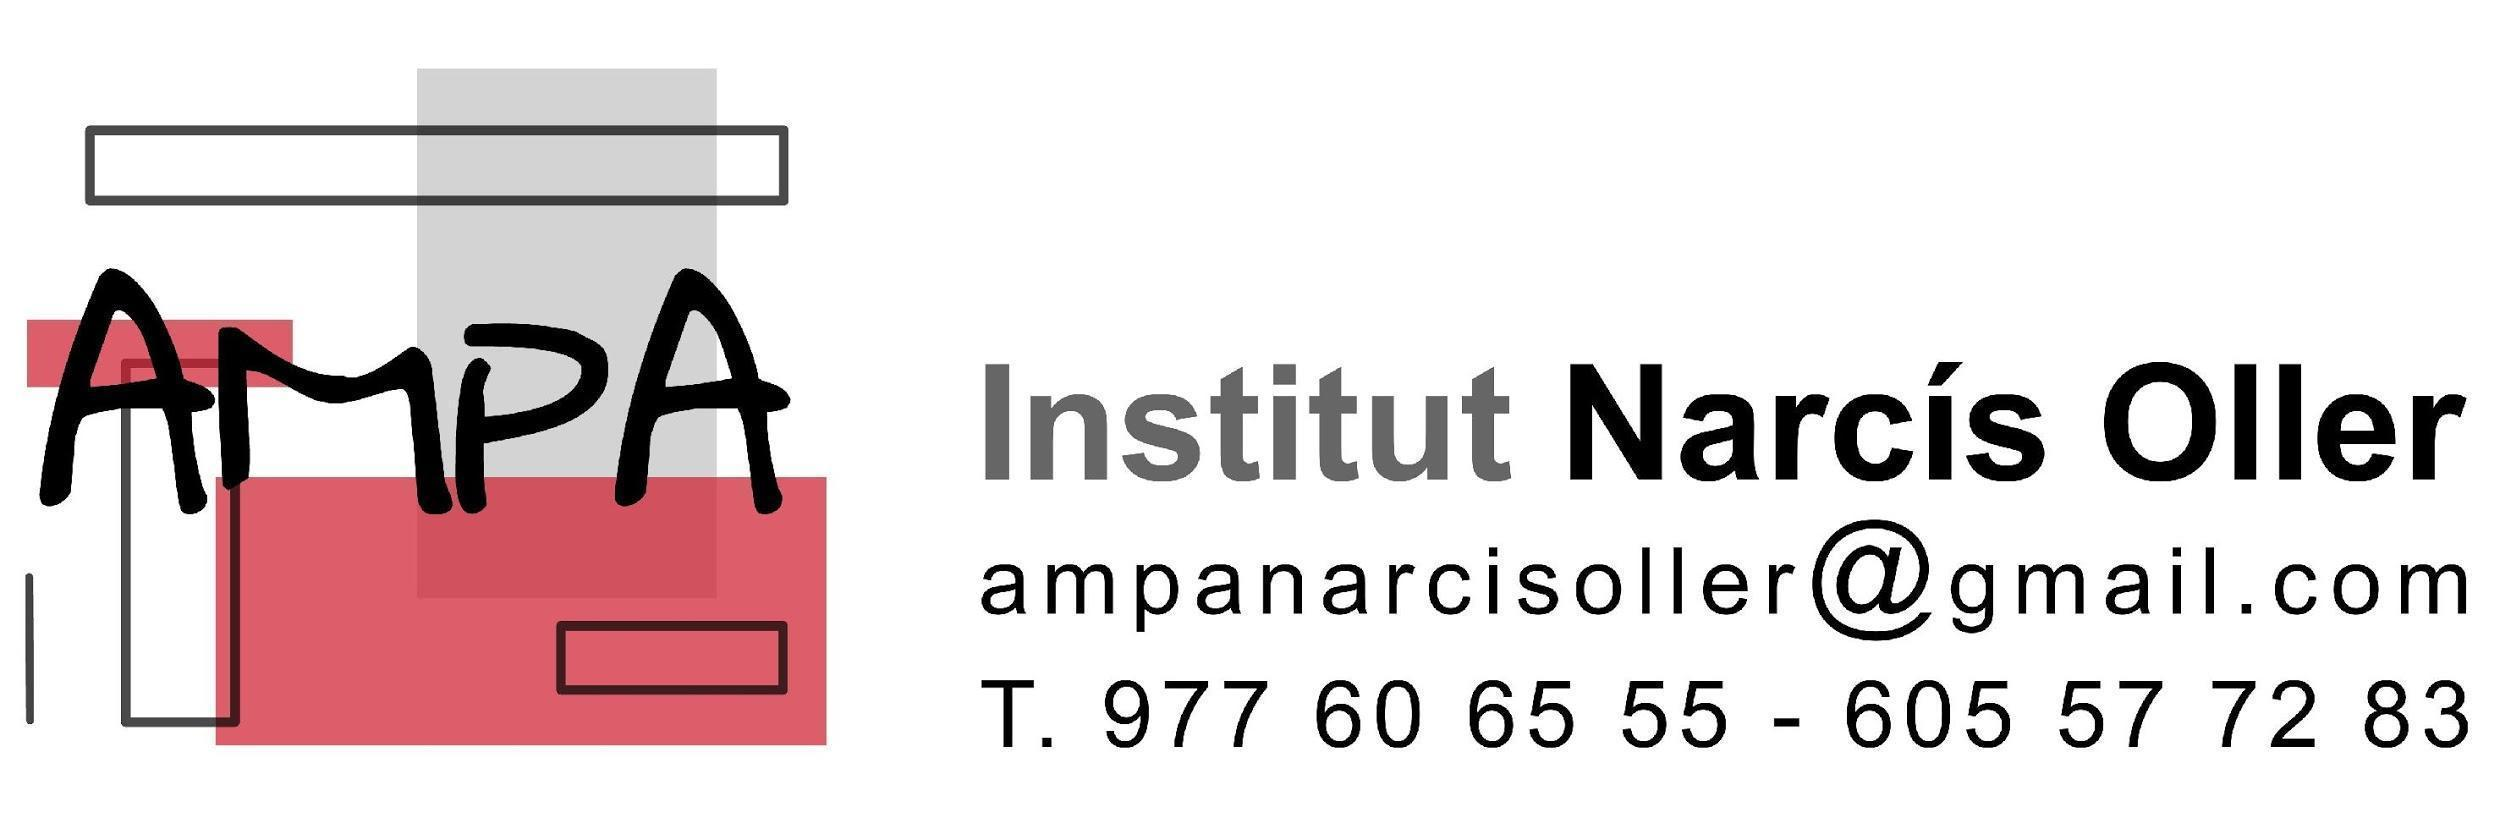 AMPA
Institut Narcís Oller
ampanarcisoller@gmail.com
T. 977 60 65 55 - 605 57 72 83